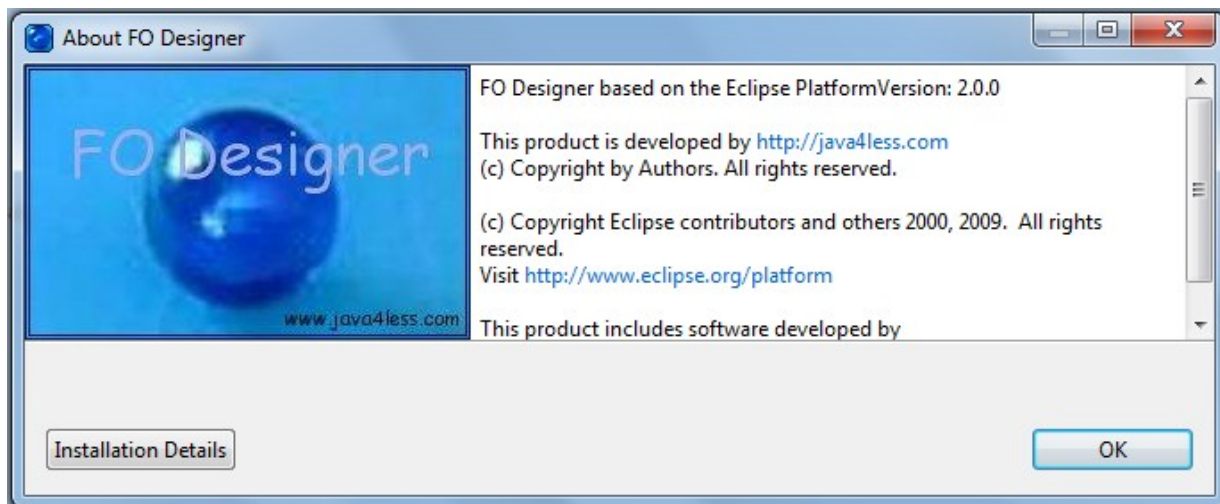 About FO Designer
FO Designer
www.java4less.com
FO Designer based on the Eclipse PlatformVersion: 2.0.0
This product is developed by http://java4less.com
(c) Copyright by Authors. All rights reserved.
(c) Copyright Eclipse contributors and others 2000, 2009.  All rights
reserved.
Visit http://www.eclipse.org/platform
This product includes software developed by
Installation Details
OK